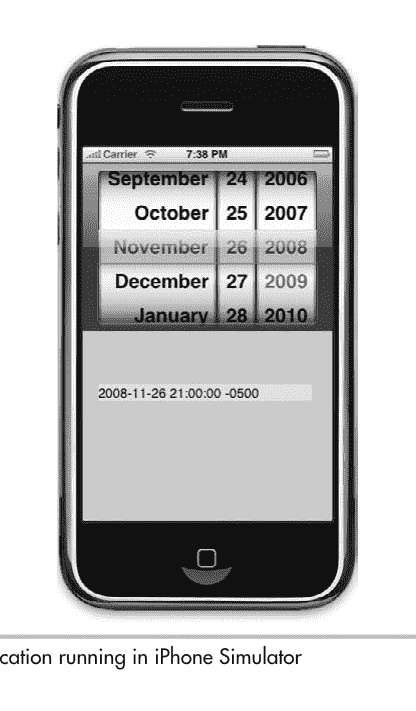 Carrier 7:38 PM
September 24 2006
October 25 2007
November 26 2008
December 27 2009
January 28 2010
2008-11-26 21:00:00 -0500
cation running in iPhone Simulator